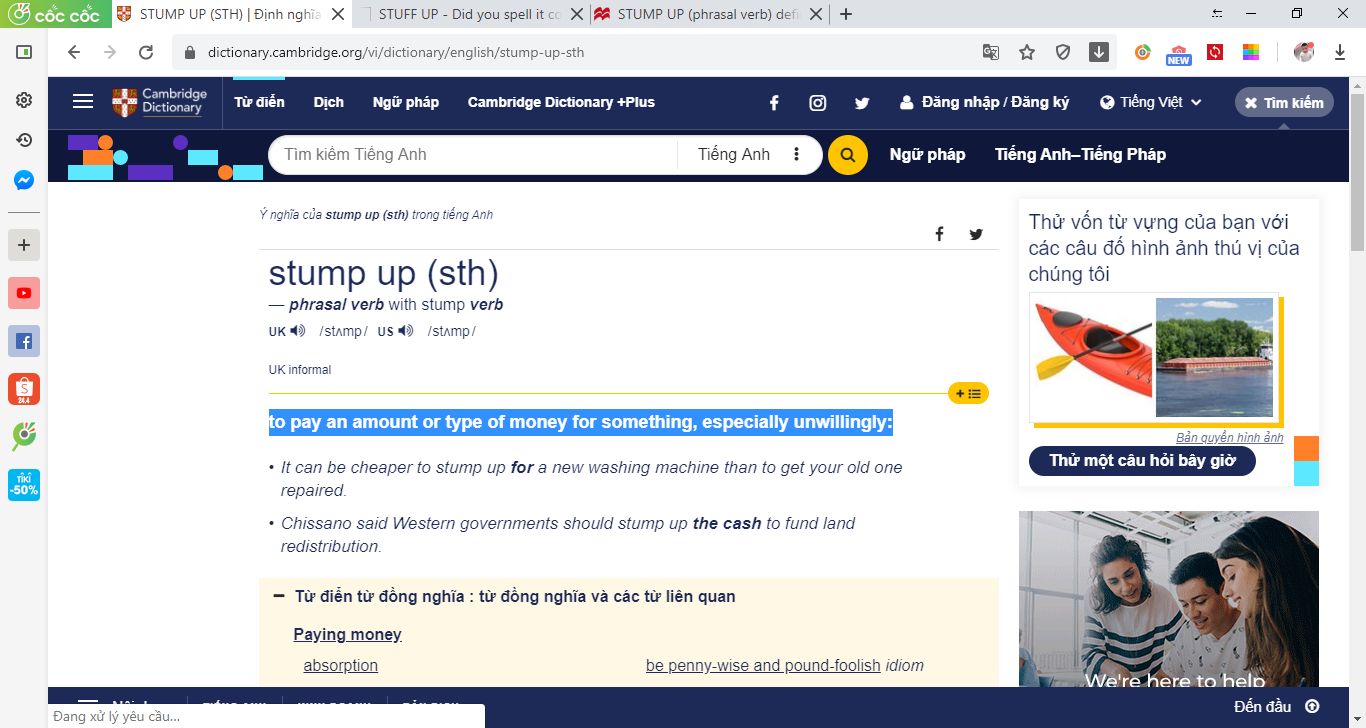 cốc cốc
STUMP UP (STH) | Định nghĩa
STUFF UP - Did you spell it co
STUMP UP (phrasal verb) defi
dictionary.cambridge.org/vi/dictionary/english/stump-up-sth
NEW
Cambridge
Dictionary
Từ điển Dịch Ngữ pháp Cambridge Dictionary +Plus
Đăng nhập / Đăng ký
Tiếng Việt
Tìm kiếm
Tìm kiếm Tiếng Anh
Tiếng Anh
Ngữ pháp Tiếng Anh–Tiếng Pháp
Ý nghĩa của stump up (sth) trong tiếng Anh
stump up (sth)
— phrasal verb with stump verb
UK /stʌmp/ US /stʌmp/
UK informal
to pay an amount or type of money for something, especially unwillingly:
• It can be cheaper to stump up for a new washing machine than to get your old one
repaired.
• Chissano said Western governments should stump up the cash to fund land
redistribution.
Từ điển từ đồng nghĩa : từ đồng nghĩa và các từ liên quan
Paying money
absorption
be penny-wise and pound-foolish idiom
Thử vốn từ vựng của bạn với
các câu đố hình ảnh thú vị của
chúng tôi
Bản quyền hình ảnh
Thử một câu hỏi bây giờ
We're here to help
24.4
TIKI
-50%
Đến đầu
Đang xử lý yêu cầu...